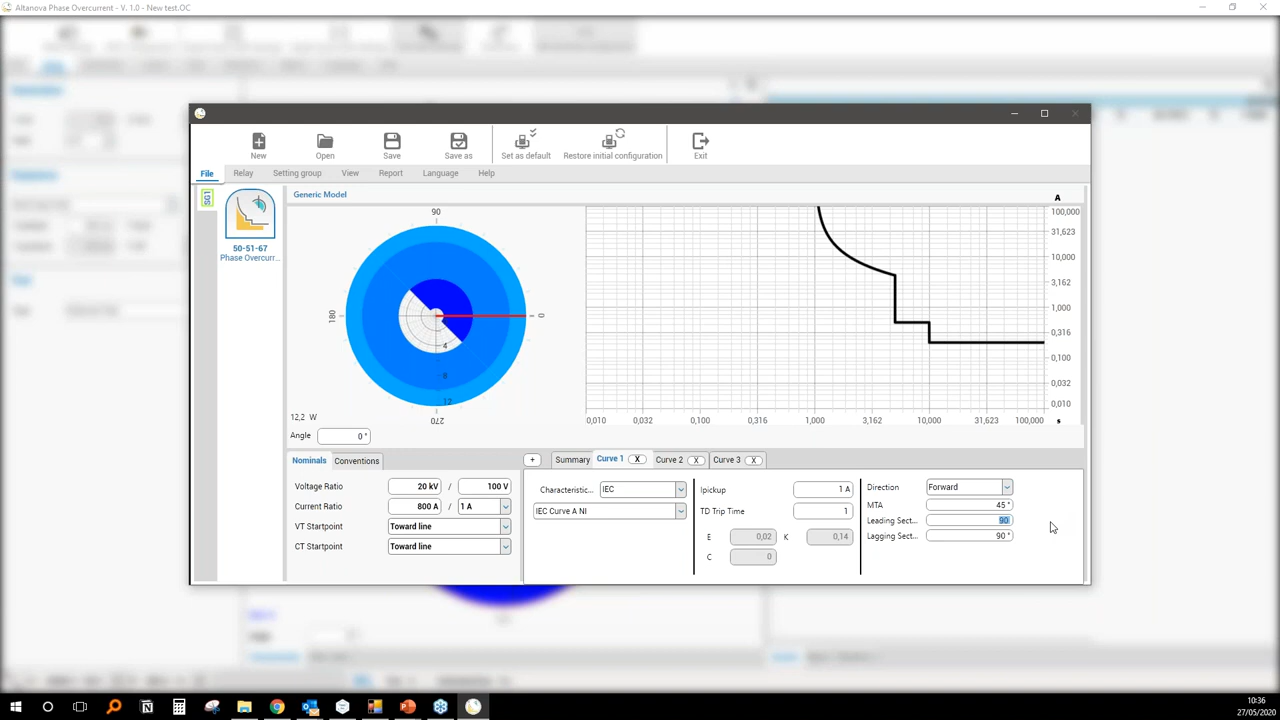 Altanova Phase Overcurrent - V. 1.0 - New test.OC
New Open Save Save as Set as default Restore initial configuration Exit
File Relay Setting group View Report Language Help
SG1
50-51-67
Phase Overcurr...
Generic Model
90
180
0
270
4
8
12
12,2 W
Angle 0 °
A
100,000
31,623
10,000
3,162
1,000
0,316
0,100
0,032
0,010
0,010 0,032 0,100 0,316 1,000 3,162 10,000 31,623 100,000 s
Nominals Conventions
Voltage Ratio 20 kV / 100 V
Current Ratio 800 A / 1 A
VT Startpoint Toward line
CT Startpoint Toward line
+ Summary Curve 1 X Curve 2 X Curve 3 X
Characteristic... IEC
IEC Curve A NI
Ipickup 1 A
TD Trip Time 1
E 0,02 K 0,14
C 0
Direction Forward
MTA 45 °
Leading Sect... 90
Lagging Sect... 90 °
10:36
27/05/2020